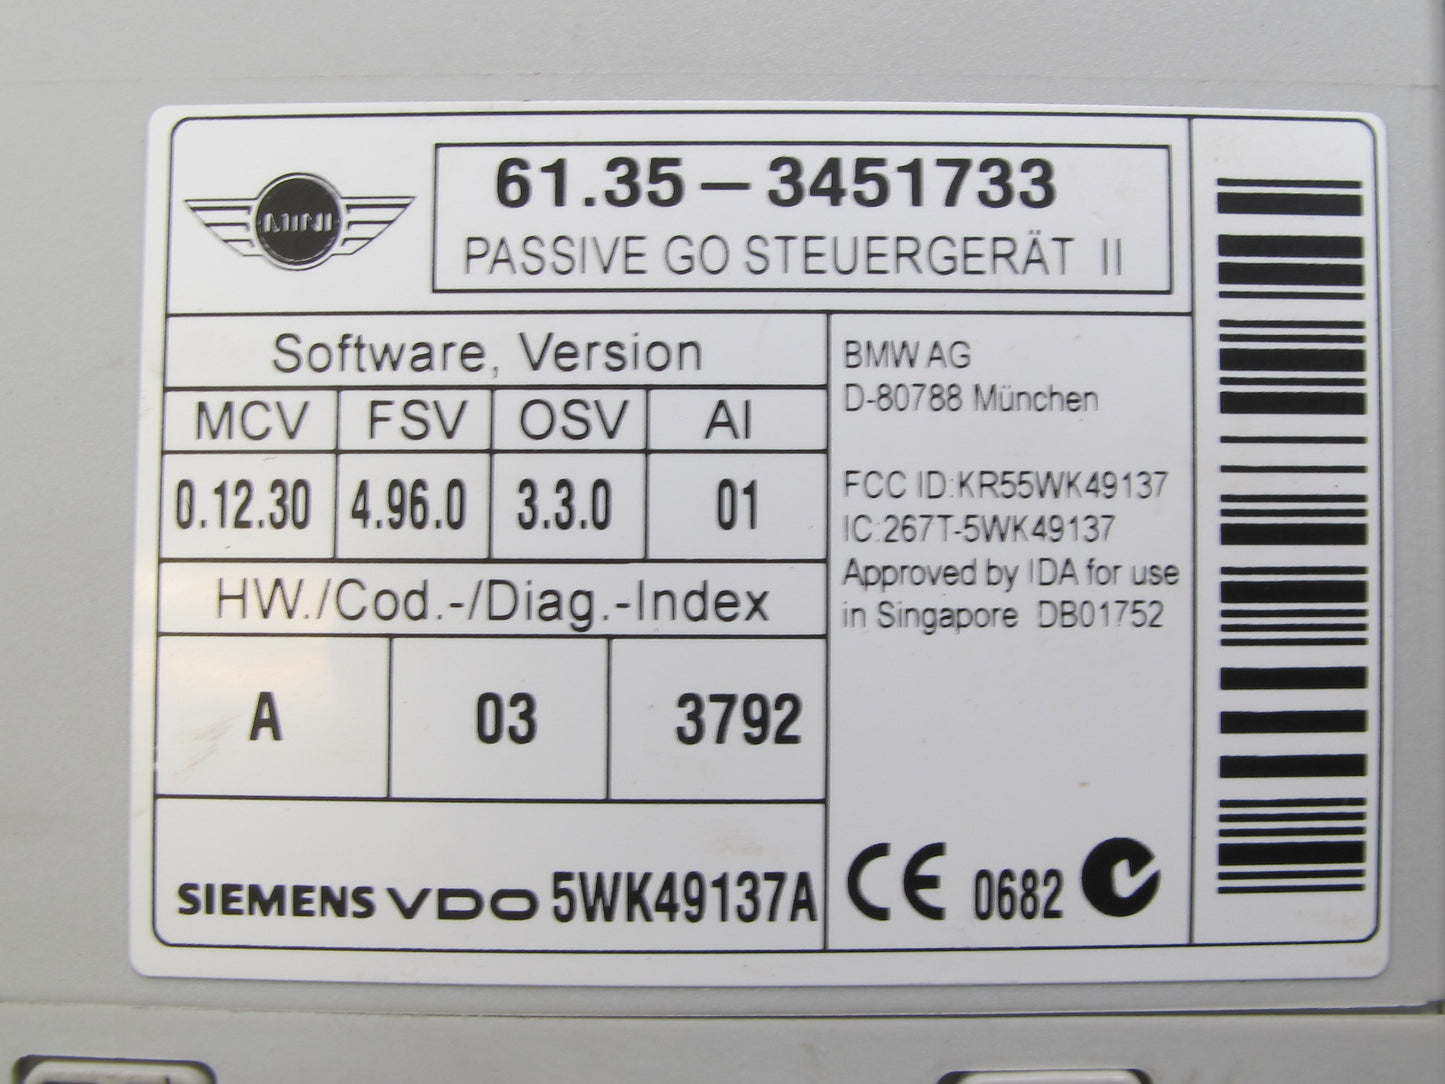 MINI
61.35-3451733
PASSIVE GO STEUERGERÄT II
Software, Version
MCV FSV OSV AI
0.12.30 4.96.0 3.3.0 01
HW./Cod.-/Diag.-Index
A 03 3792
SIEMENS VDO 5WK49137A
BMW AG
D-80788 München
FCC ID:KR55WK49137
IC:267T-5WK49137
Approved by IDA for use
in Singapore DB01752
CE 0682